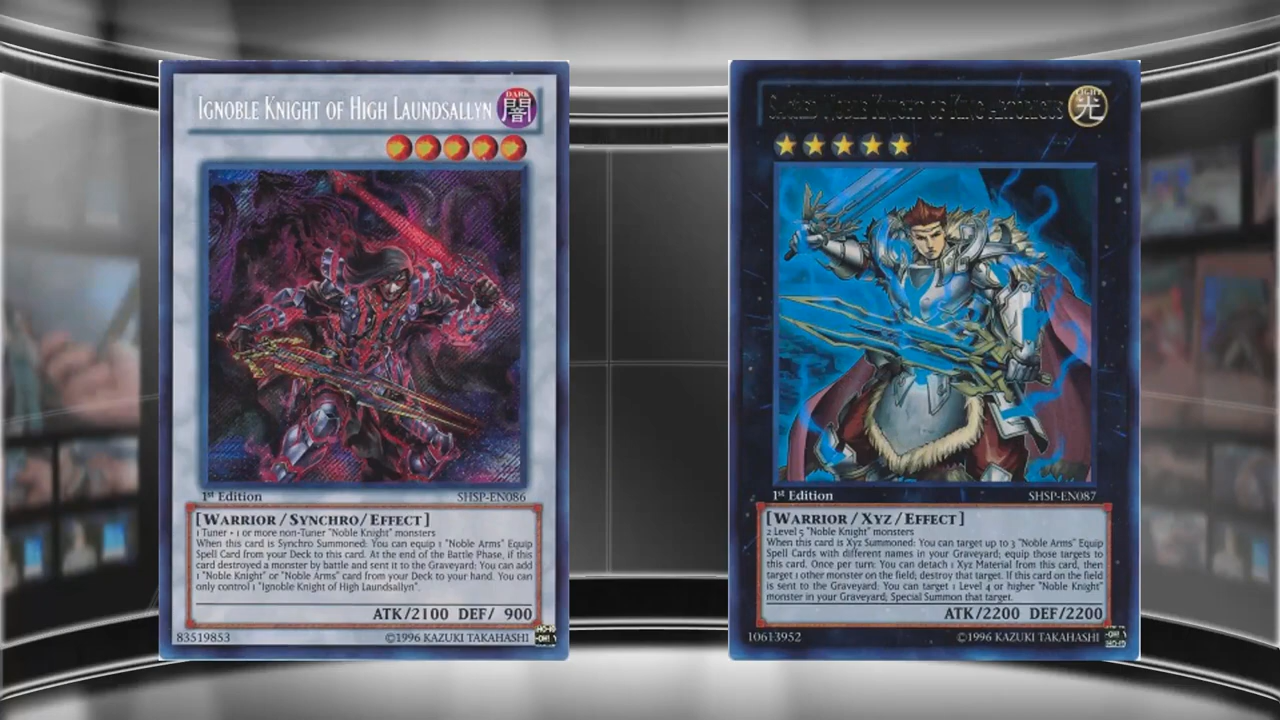 IGNOBLE KNIGHT OF HIGH LAUNDSALLYN
DARK
闇
1st Edition
SHSP-EN086
[WARRIOR/SYNCHRO/EFFECT]
1 Tuner + 1 or more non-Tuner "Noble Knight" monsters
When this card is Synchro Summoned: You can equip 1 "Noble Arms" Equip
Spell Card from your Deck to this card. At the end of the Battle Phase, if this
card destroyed a monster by battle and sent it to the Graveyard: You can add
1 "Noble Knight" or "Noble Arms" card from your Deck to your hand. You can
only control 1 "Ignoble Knight of High Laundsallyn".
ATK/2100 DEF/ 900
83519853
©1996 KAZUKI TAKAHASHI
SACRED NOBLE KNIGHT OF KING ARTORIGUS
LIGHT
光
1st Edition
SHSP-EN087
[WARRIOR/XYZ/EFFECT]
2 Level 5 "Noble Knight" monsters
When this card is Xyz Summoned: You can target up to 3 "Noble Arms" Equip
Spell Cards with different names in your Graveyard; equip those targets to
this card. Once per turn: You can detach 1 Xyz Material from this card, then
target 1 other monster on the field; destroy that target. If this card on the field
is sent to the Graveyard: You can target 1 Level 4 or higher "Noble Knight"
monster in your Graveyard; Special Summon that target.
ATK/2200 DEF/2200
10613952
©1996 KAZUKI TAKAHASHI